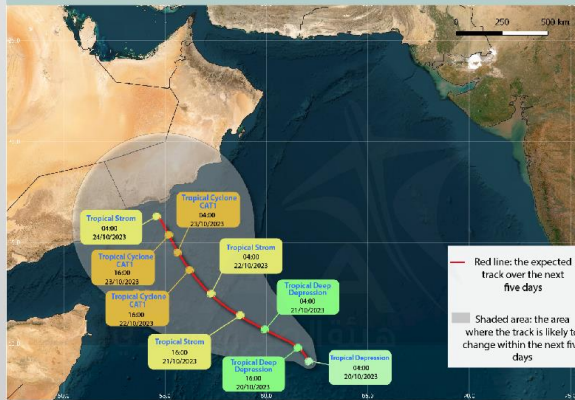 0 250 500 km
Tropical Cyclone
CAT1
04:00
23/10/2023
Tropical Strom
04:00
24/10/2023
Tropical Strom
04:00
22/10/2023
Tropical Cyclone
CAT1
16:00
23/10/2023
Tropical Cyclone
CAT1
16:00
22/10/2023
Tropical Deep
Depression
04:00
21/10/2023
Tropical Strom
16:00
21/10/2023
Tropical Deep
Depression
16:00
20/10/2023
Tropical Depression
04:00
20/10/2023
Red line: the expected
track over the next
five days
Shaded area: the area
where the track is likely to
change within the next fiv
days